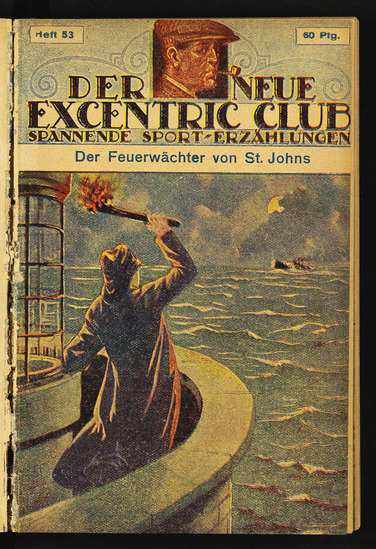 Heft 53
60 Pfg.
DER NEUE
EXCENTRIC CLUB
SPANNENDE SPORT-ERZÄHLUNGEN
Der Feuerwächter von St. Johns